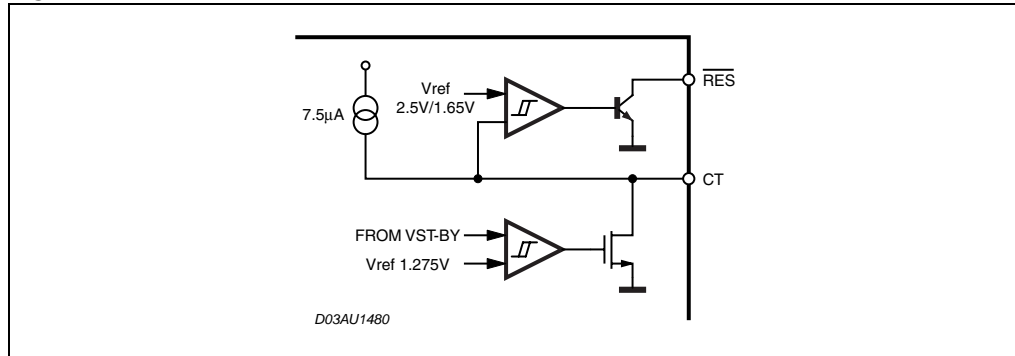 Vref
RES
2.5V/1.65V
7.5μA
CT
FROM VST-BY
Vref 1.275V
D03AU1480